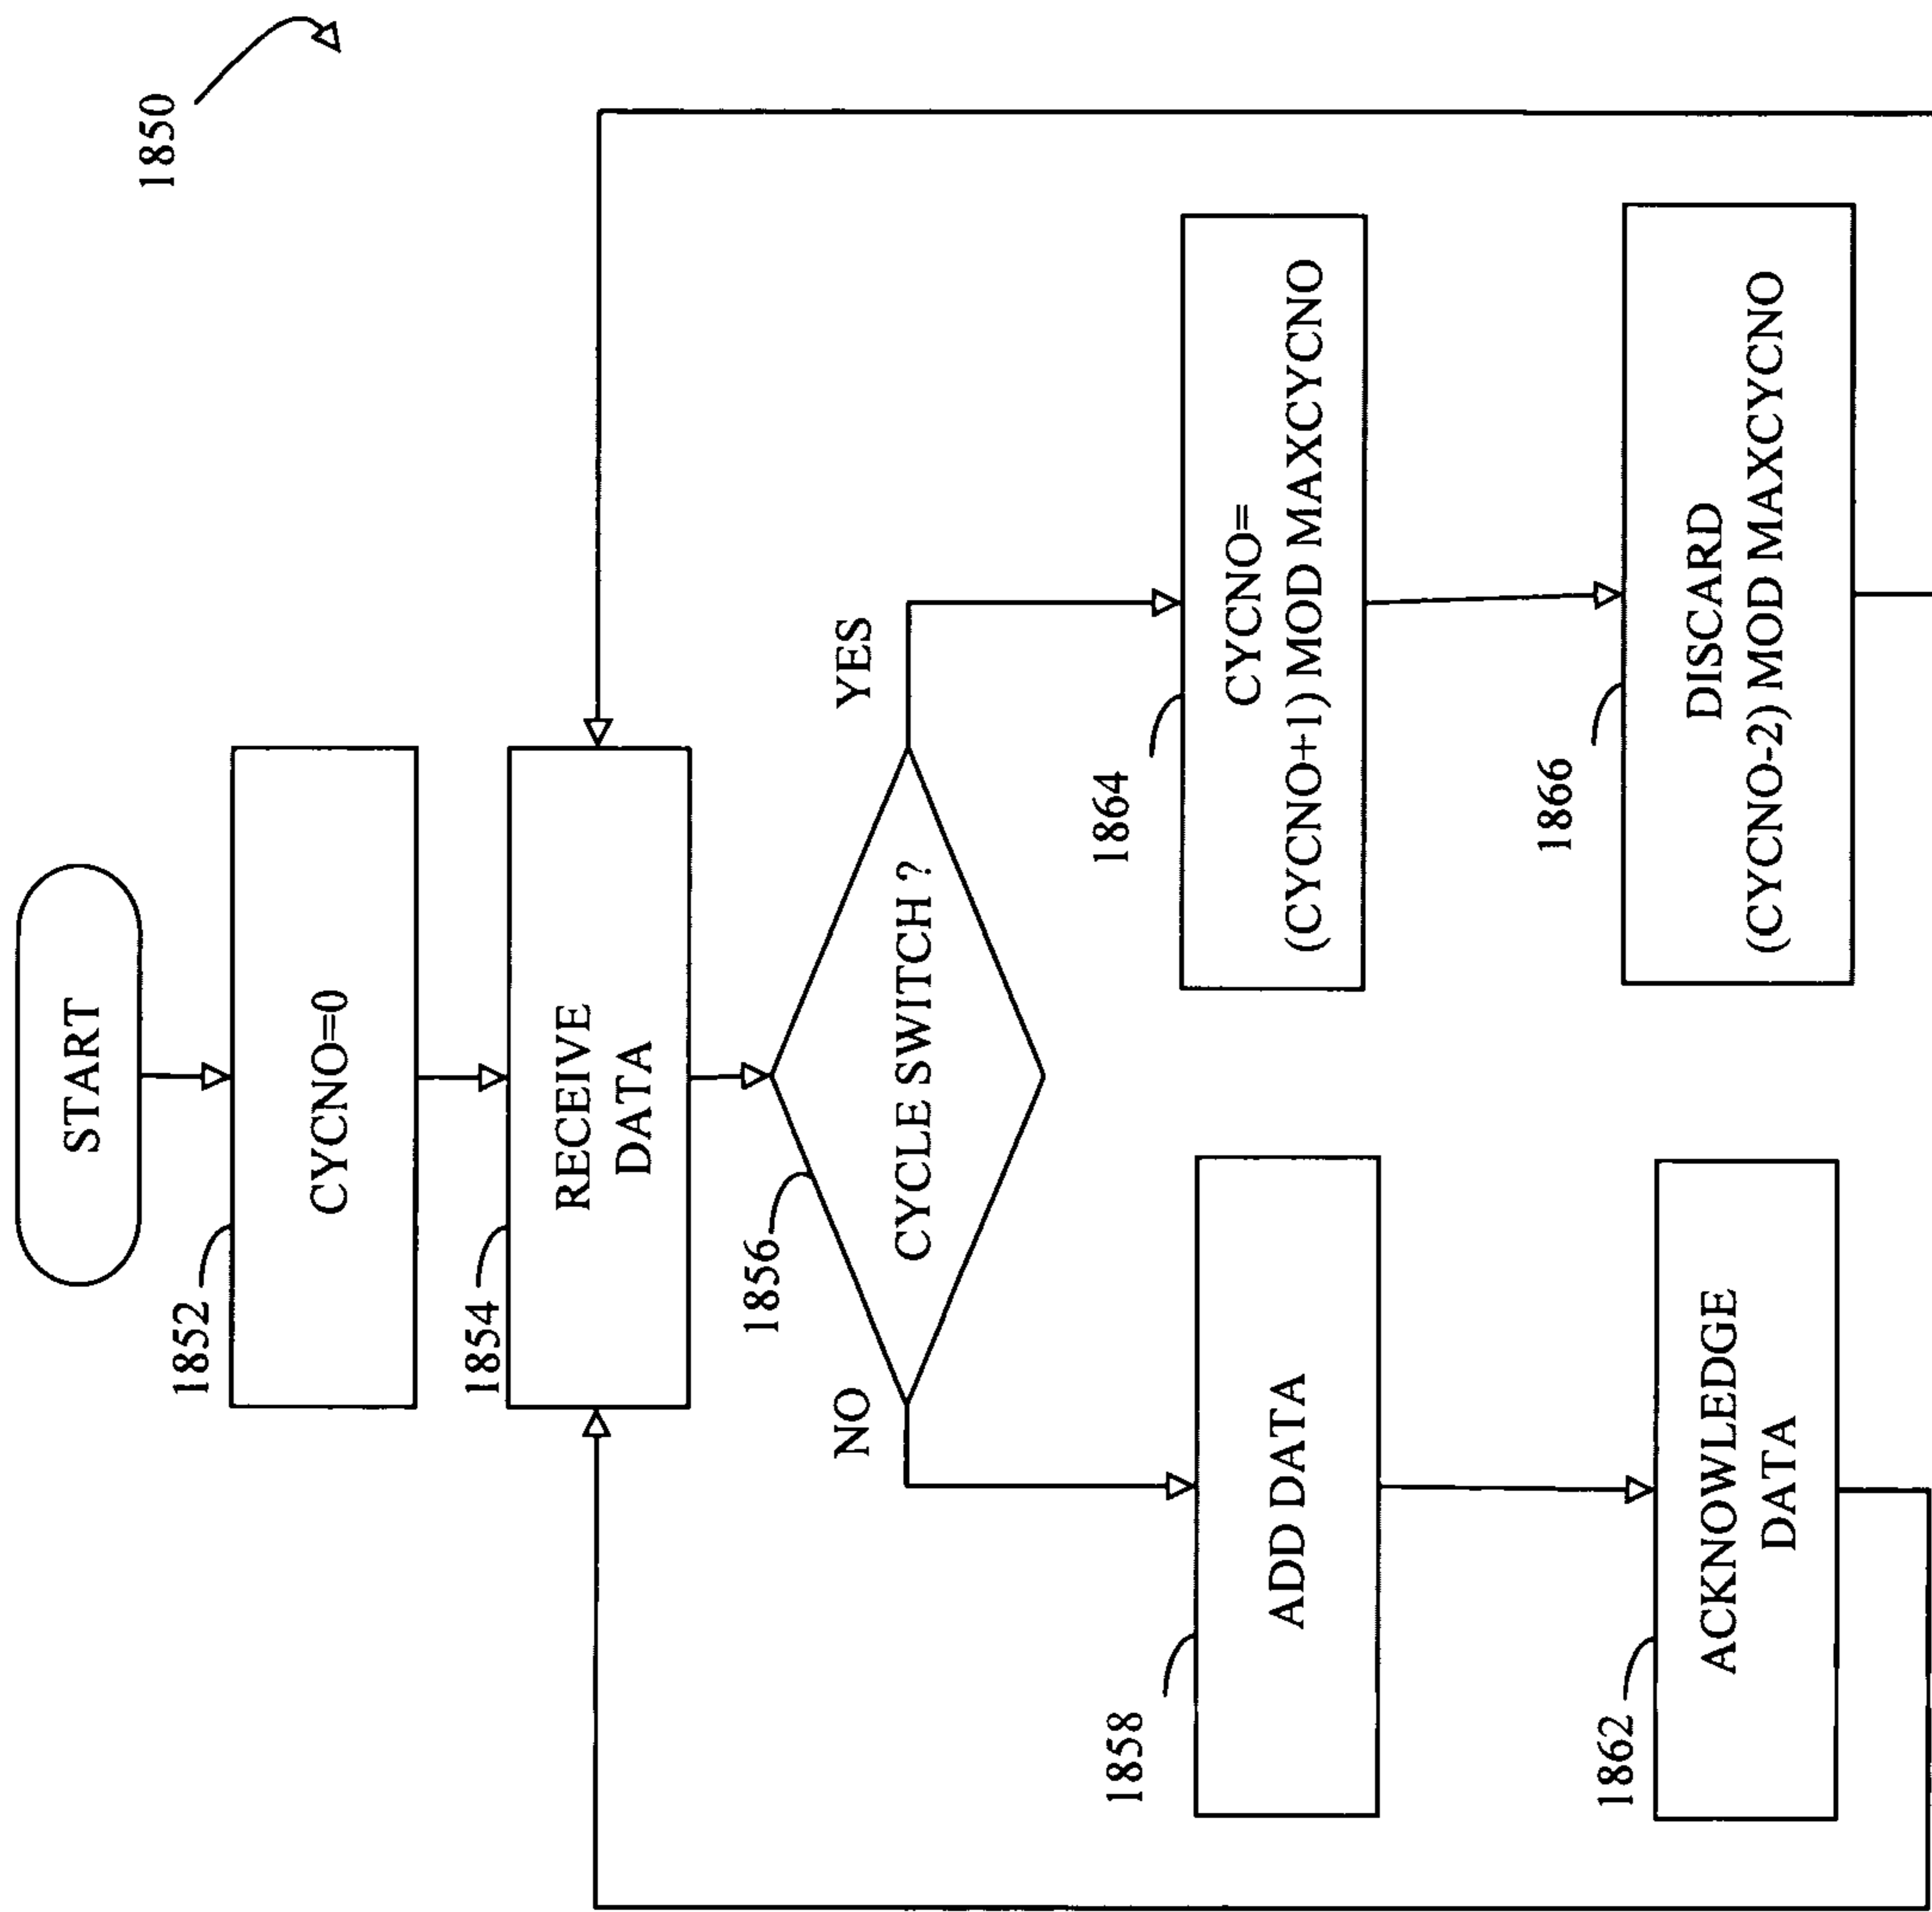 1850
START
1852
CYCNO=0
1854
RECEIVE
DATA
1856
CYCLE SWITCH ?
NO
YES
1858
ADD DATA
1864
CYCNO=
(CYCNO+1) MOD MAXCYCNO
1862
ACKNOWLEDGE
DATA
1866
DISCARD
(CYCNO-2) MOD MAXCYCNO